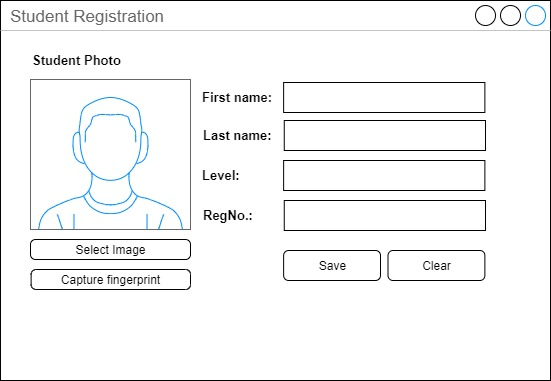 Student Registration
Student Photo
First name:
Last name:
Level:
RegNo.:
Select Image
Capture fingerprint
Save
Clear